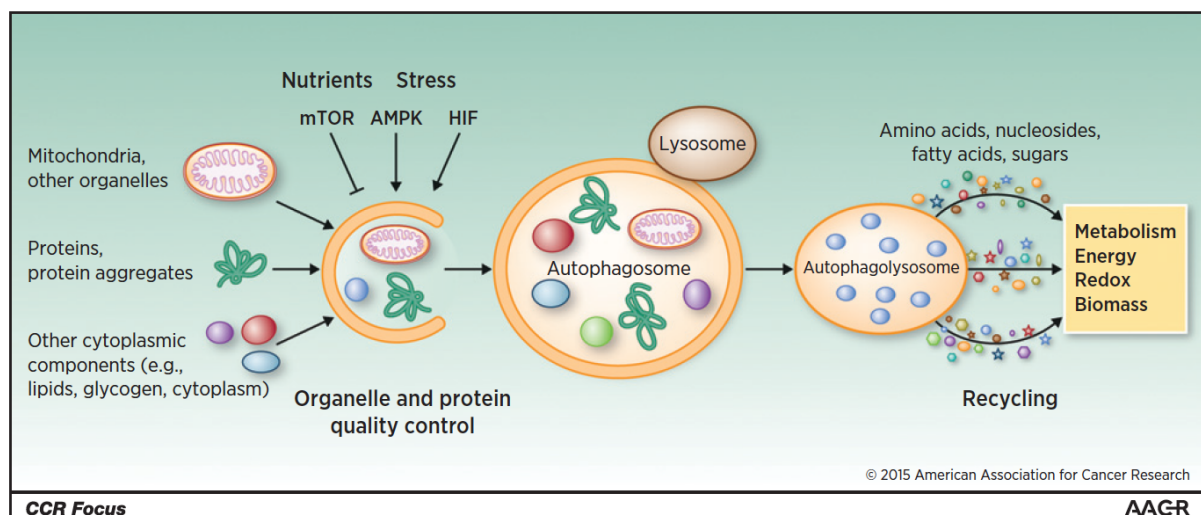 Nutrients Stress
mTOR AMPK HIF
Mitochondria,
other organelles
Proteins,
protein aggregates
Other cytoplasmic
components (e.g.,
lipids, glycogen, cytoplasm)
Organelle and protein
quality control
Lysosome
Autophagosome
Autophagolysosome
Amino acids, nucleosides,
fatty acids, sugars
Metabolism
Energy
Redox
Biomass
Recycling
© 2015 American Association for Cancer Research
CCR Focus
AACR